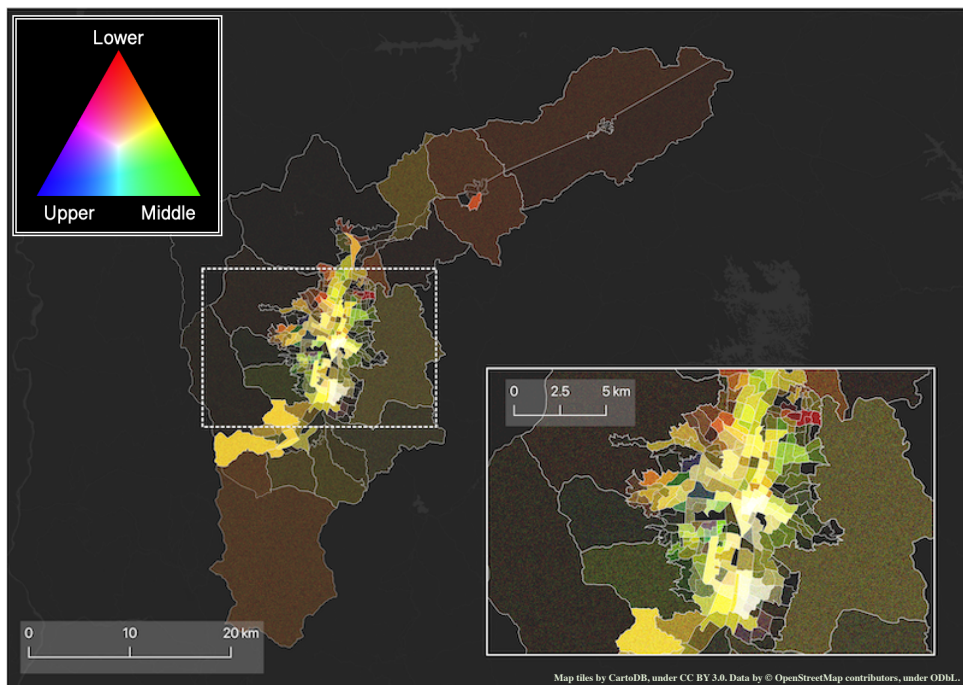 Lower
Upper Middle
0 2.5 5 km
0 10 20 km
Map tiles by CartoDB, under CC BY 3.0. Data by © OpenStreetMap contributors, under ODbL.